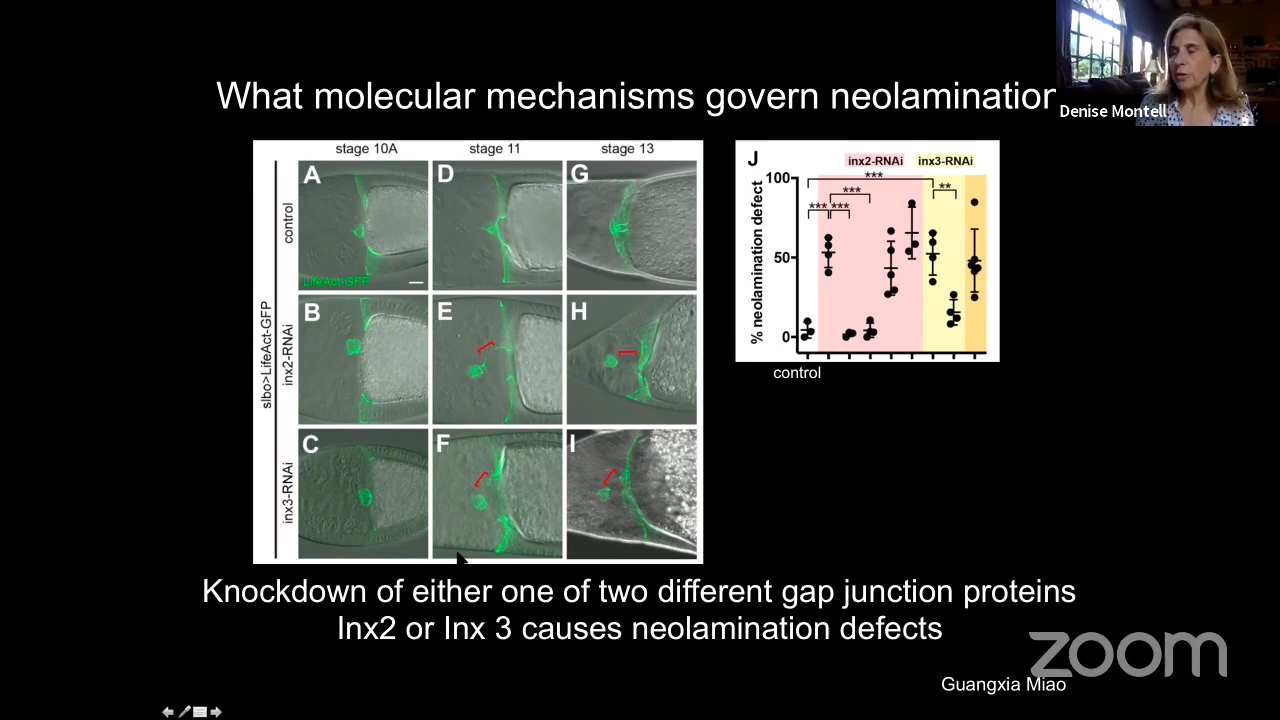 What molecular mechanisms govern neolamination
Denise Montell
stage 10A
stage 11
stage 13
slbo>LifeAct-GFP
control
inx2-RNAi
inx3-RNAi
A
D
G
LifeAct-GFP
B
E
H
C
F
I
J
inx2-RNAi
inx3-RNAi
% neolamination defect
100
50
0
***
***
*** ***
**
control
Knockdown of either one of two different gap junction proteins
Inx2 or Inx 3 causes neolamination defects
Guangxia Miao
zoom